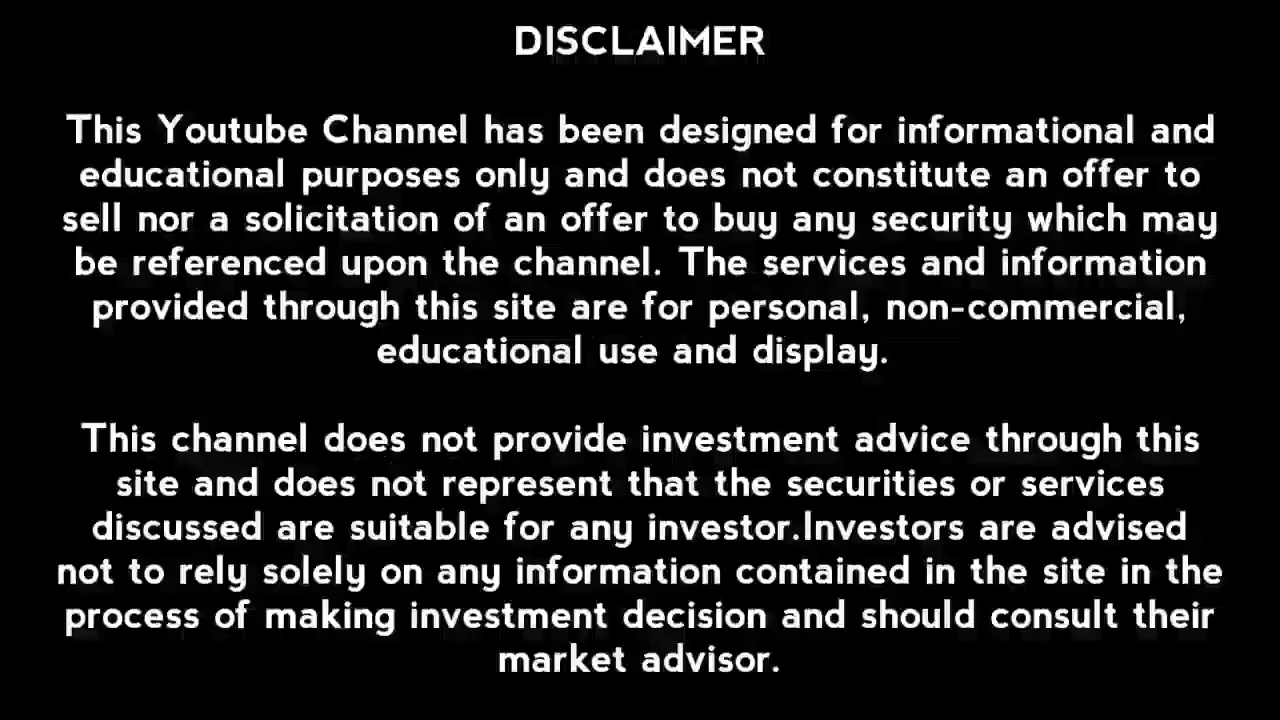 DISCLAIMER
This Youtube Channel has been designed for informational and
educational purposes only and does not constitute an offer to
sell nor a solicitation of an offer to buy any security which may
be referenced upon the channel. The services and information
provided through this site are for personal, non-commercial,
educational use and display.
This channel does not provide investment advice through this
site and does not represent that the securities or services
discussed are suitable for any investor.Investors are advised
not to rely solely on any information contained in the site in the
process of making investment decision and should consult their
market advisor.